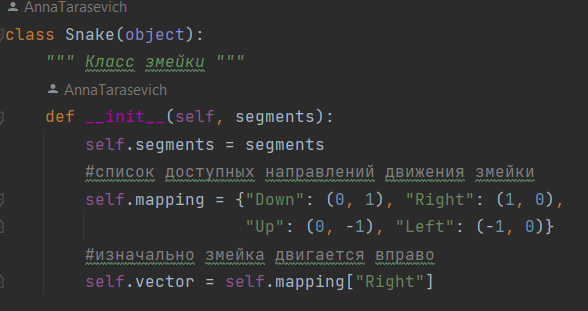 AnnaTarasevich
class Snake(object):
""" Класс змейки """
AnnaTarasevich
def __init__(self, segments):
self.segments = segments
#список доступных направлений движения змейки
self.mapping = {"Down": (0, 1), "Right": (1, 0),
"Up": (0, -1), "Left": (-1, 0)}
#изначально змейка двигается вправо
self.vector = self.mapping["Right"]